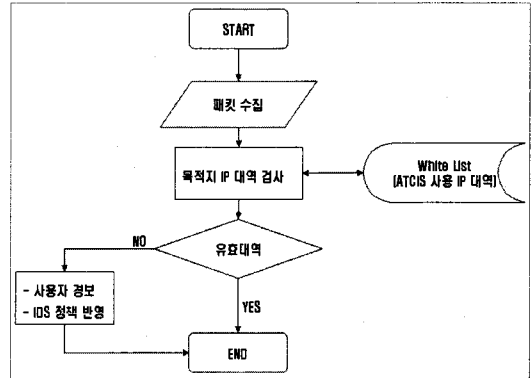 START
패킷 수집
목적지 IP 대역 검사
White List
(ATCIS 사용 IP 대역)
유효대역
NO
YES
- 사용자 경보
- IDS 정책 반영
END